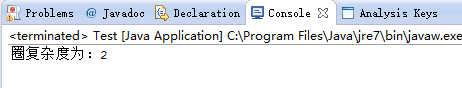 Problems @ Javadoc Declaration Console Analysis Keys
<terminated> Test [Java Application] C:\Program Files\Java\jre7\bin\javaw.exe
圈复杂度为：2